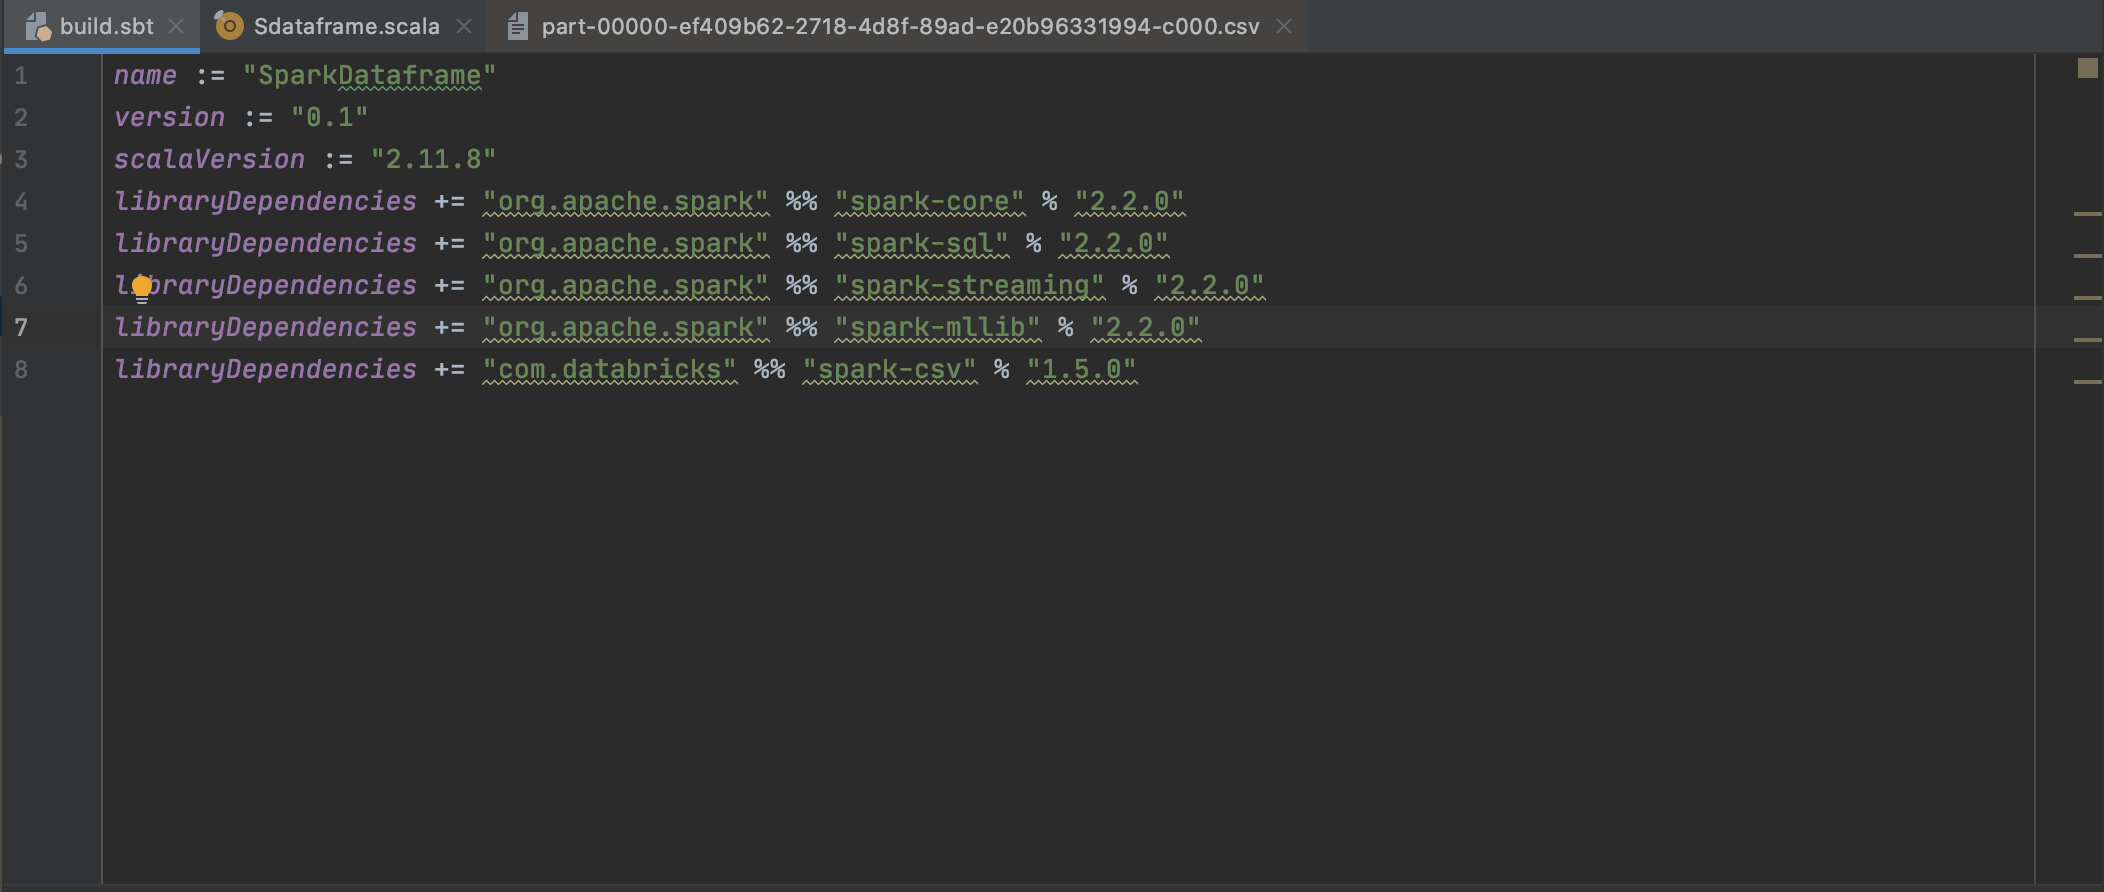 build.sbt Sdataframe.scala part-00000-ef409b62-2718-4d8f-89ad-e20b96331994-c000.csv
1 name := "SparkDataframe"
2 version := "0.1"
3 scalaVersion := "2.11.8"
4 libraryDependencies += "org.apache.spark" %% "spark-core" % "2.2.0"
5 libraryDependencies += "org.apache.spark" %% "spark-sql" % "2.2.0"
6 libraryDependencies += "org.apache.spark" %% "spark-streaming" % "2.2.0"
7 libraryDependencies += "org.apache.spark" %% "spark-mllib" % "2.2.0"
8 libraryDependencies += "com.databricks" %% "spark-csv" % "1.5.0"